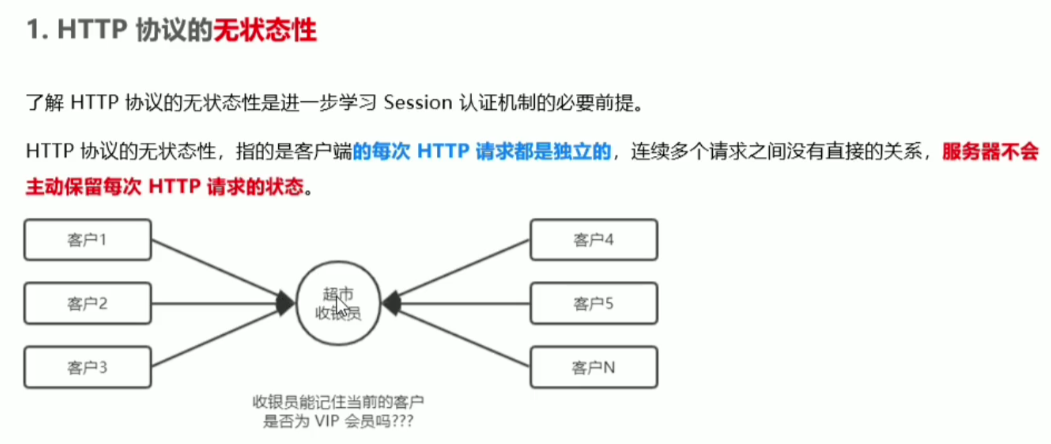 1. HTTP 协议的无状态性
了解 HTTP 协议的无状态性是进一步学习 Session 认证机制的必要前提。
HTTP 协议的无状态性，指的是客户端的每次 HTTP 请求都是独立的，连续多个请求之间没有直接的关系，服务器不会
主动保留每次 HTTP 请求的状态。
客户1
客户2
客户3
超市
收银员
客户4
客户5
客户N
收银员能记住当前的客户
是否为 VIP 会员吗???